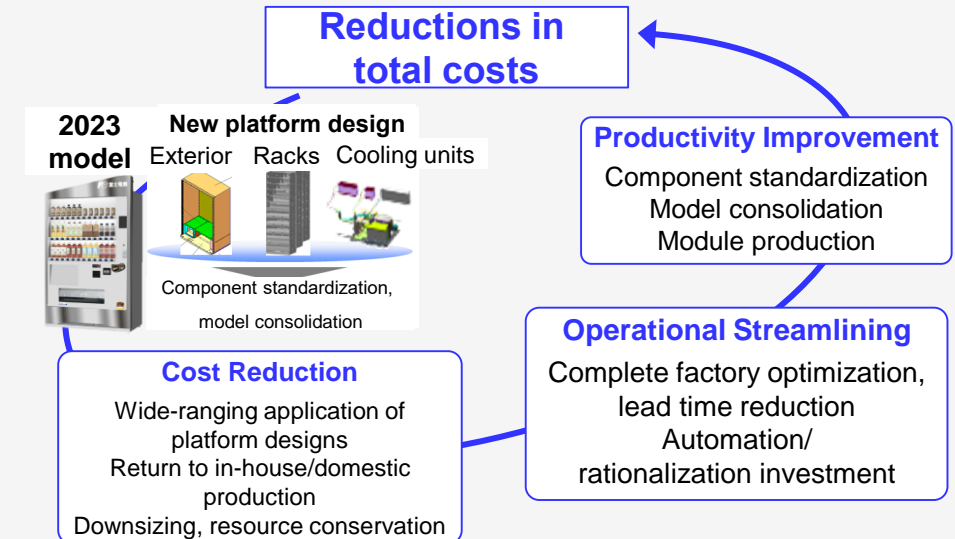 Reductions in
total costs
2023
model
New platform design
Exterior Racks Cooling units
Component standardization,
model consolidation
Productivity Improvement
Component standardization
Model consolidation
Module production
Operational Streamlining
Complete factory optimization,
lead time reduction
Automation/
rationalization investment
Cost Reduction
Wide-ranging application of
platform designs
Return to in-house/domestic
production
Downsizing, resource conservation